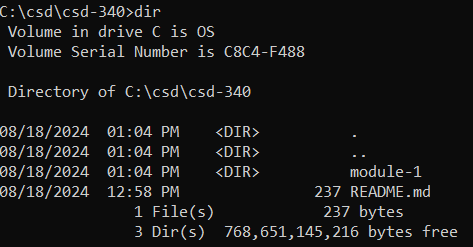 C:\csd\csd-340>dir
Volume in drive C is OS
Volume Serial Number is C8C4-F488
Directory of C:\csd\csd-340
08/18/2024  01:04 PM    <DIR>          .
08/18/2024  01:04 PM    <DIR>          ..
08/18/2024  01:04 PM    <DIR>          module-1
08/18/2024  12:58 PM               237 README.md
1 File(s)            237 bytes
3 Dir(s)  768,651,145,216 bytes free